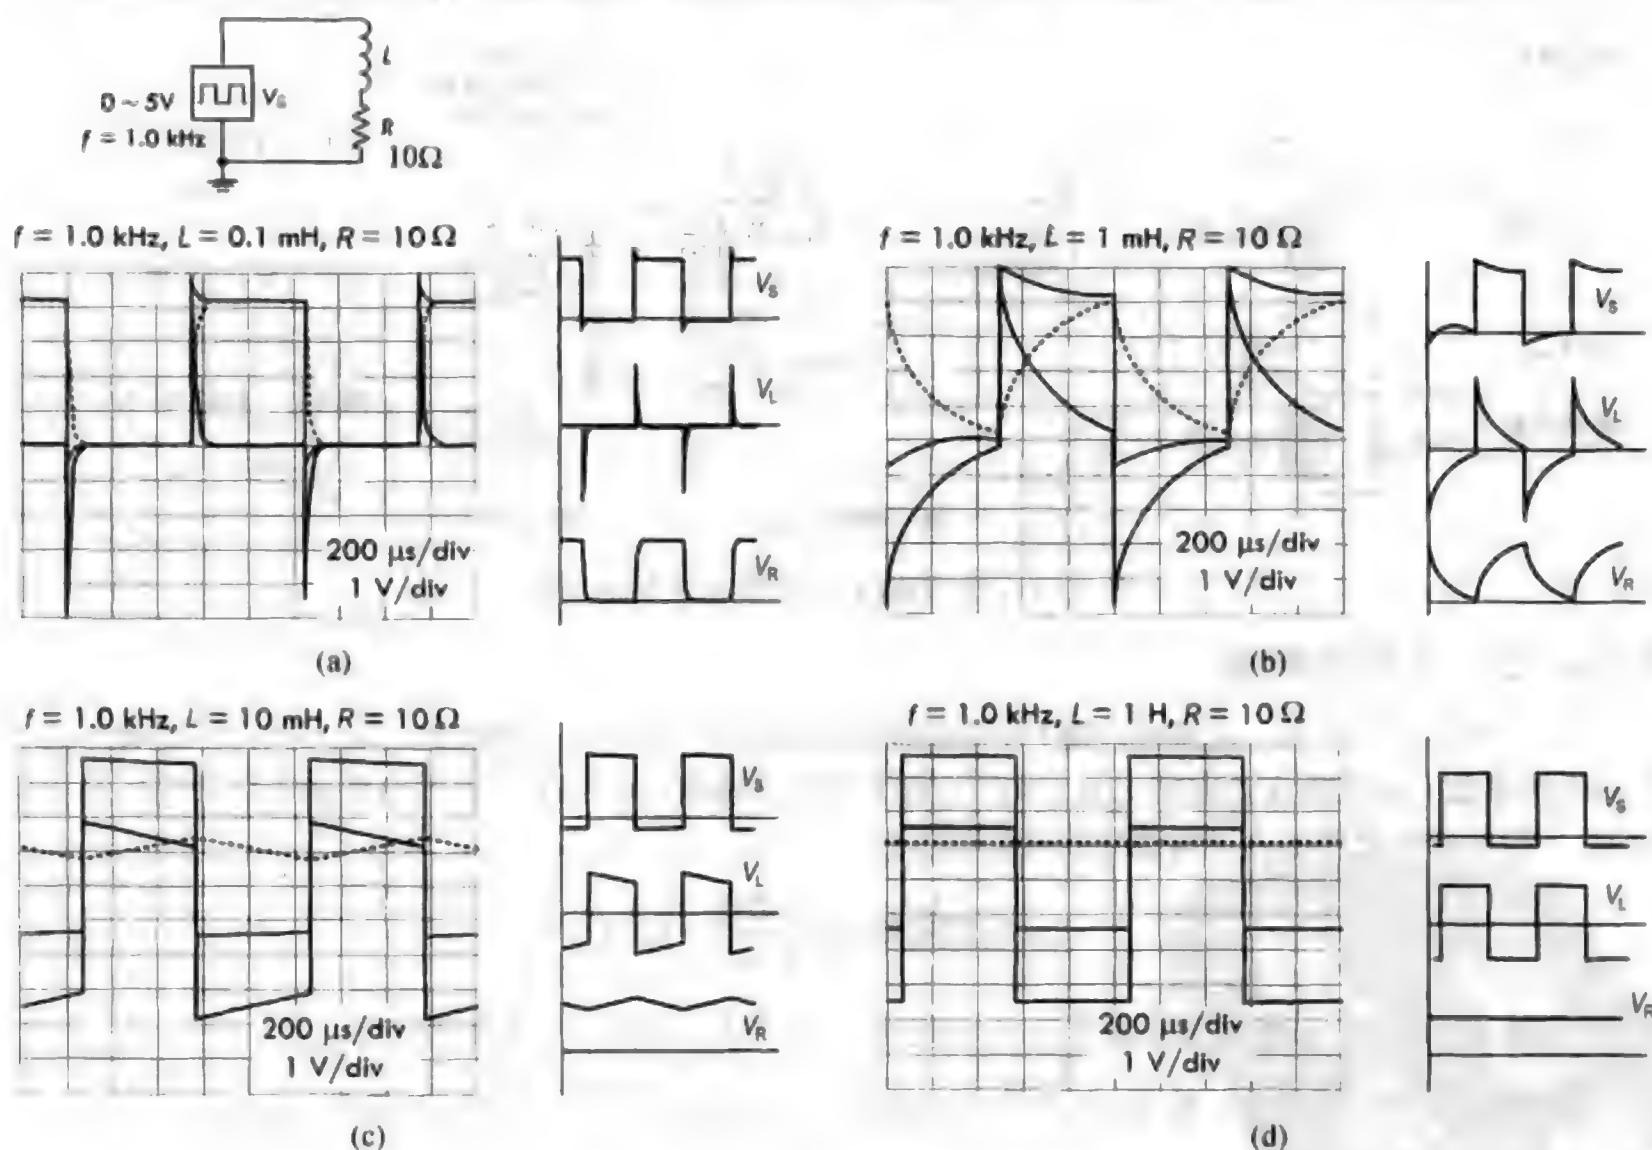 L
0 ~ 5V
V_S
f = 1.0 kHz
R
10Ω
f = 1.0 kHz, L = 0.1 mH, R = 10 Ω
V_S
V_L
200 µs/div
1 V/div
V_R
(a)
f = 1.0 kHz, L = 1 mH, R = 10 Ω
V_S
V_L
200 µs/div
1 V/div
V_R
(b)
f = 1.0 kHz, L = 10 mH, R = 10 Ω
V_S
V_L
200 µs/div
1 V/div
V_R
(c)
f = 1.0 kHz, L = 1 H, R = 10 Ω
V_S
V_L
200 µs/div
1 V/div
V_R
(d)